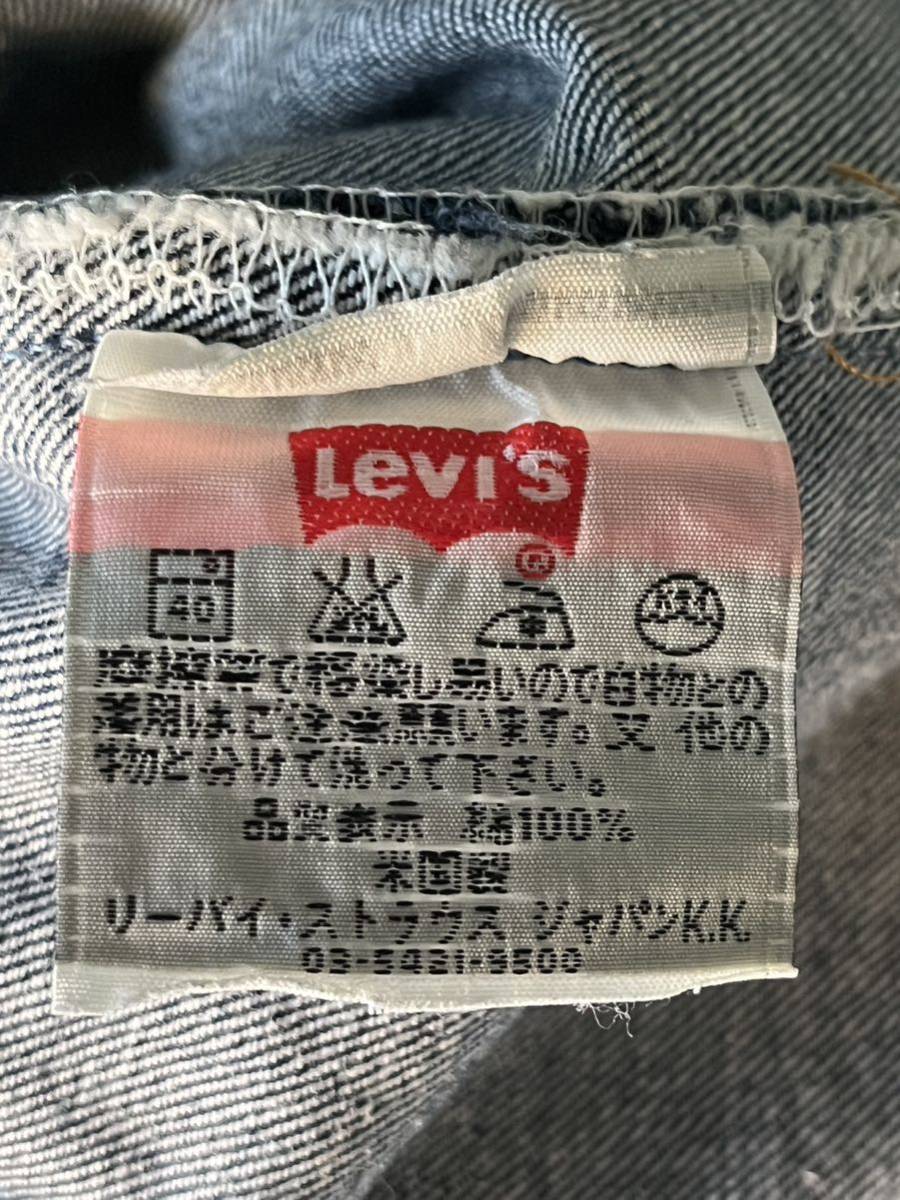 Levi's
40
摩擦等で移染し易いので白物との
着用はご注意願います。又 他の
物と分けて洗って下さい。
品質表示 綿100%
米国製
リーバイ・ストラウス ジャパンK.K.
03-5421-